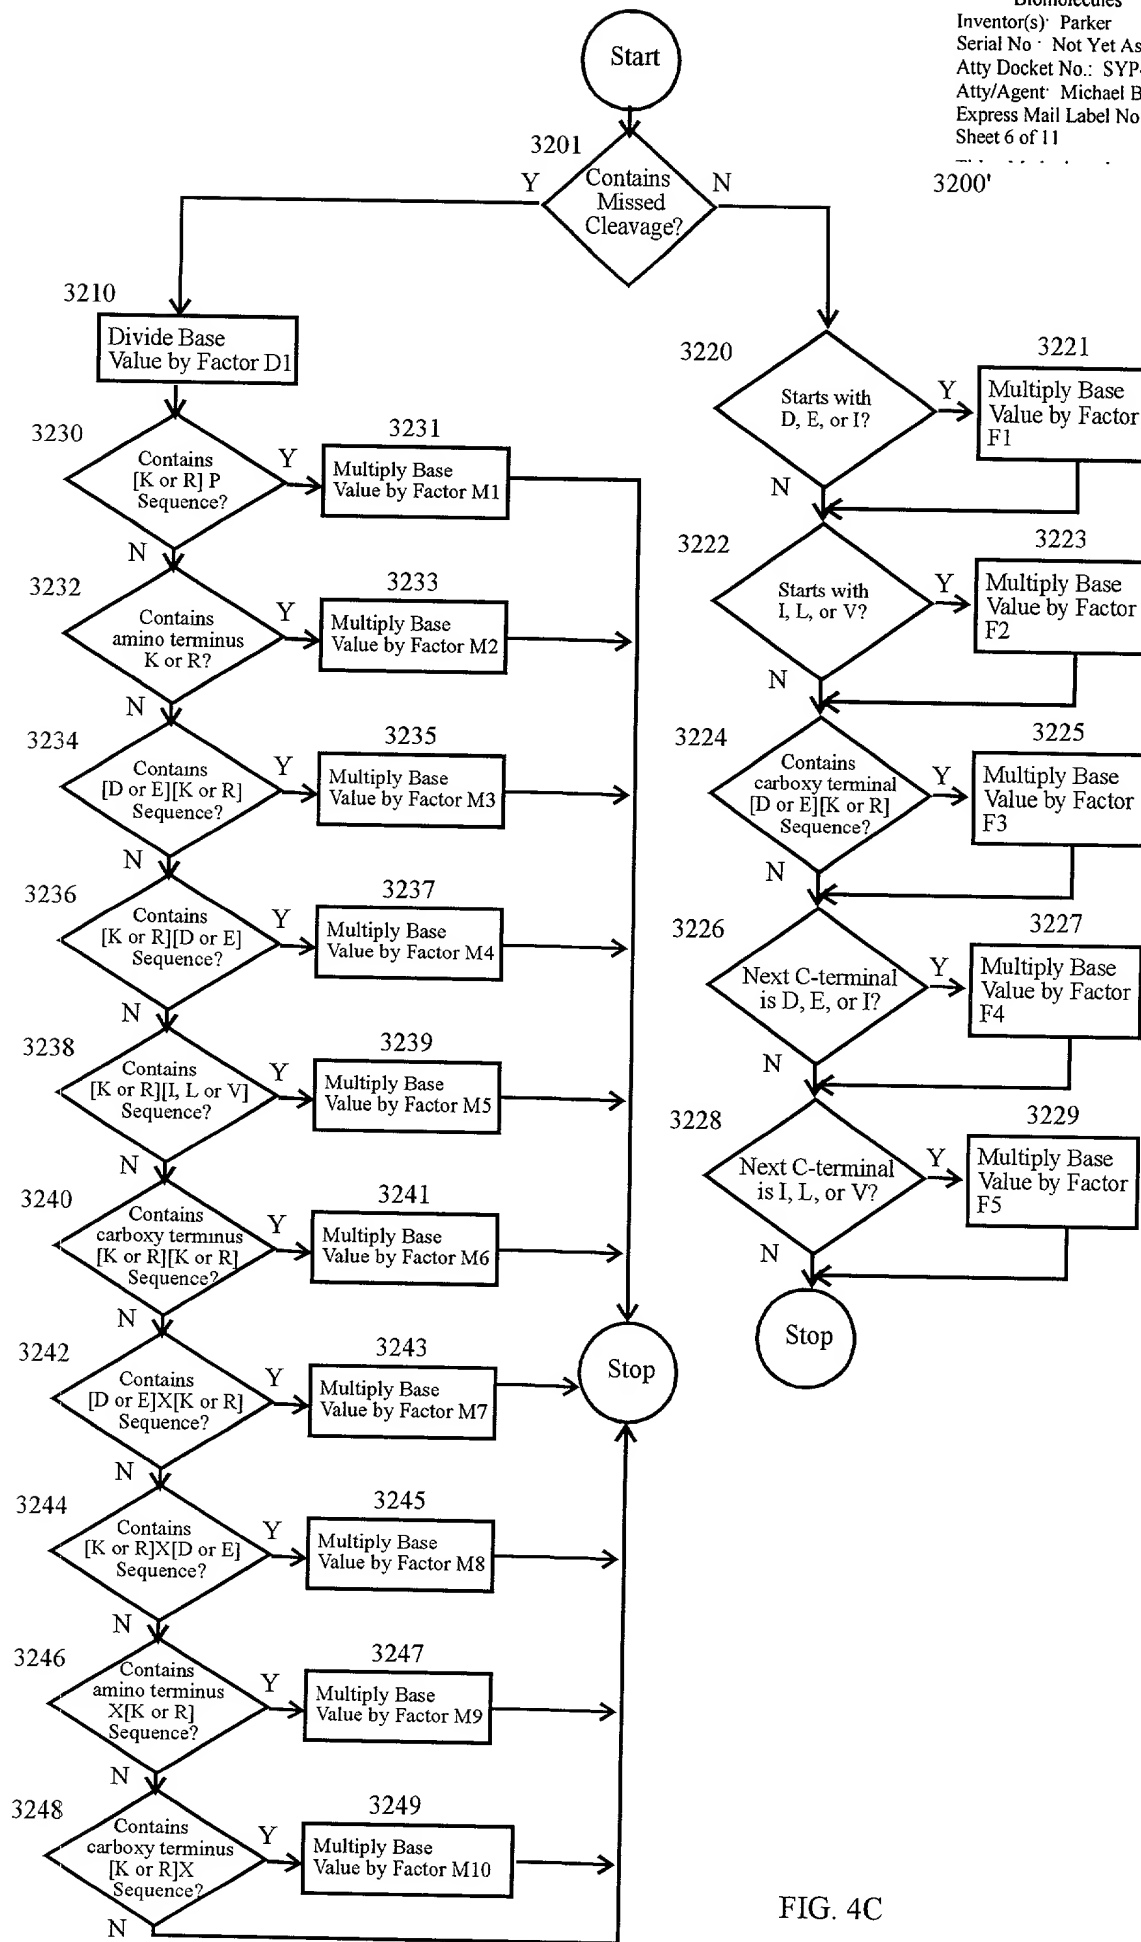 Biomolecules
Inventor(s)· Parker
Serial No · Not Yet As
Atty Docket No.: SYP
Atty/Agent· Michael B
Express Mail Label No
Sheet 6 of 11
3200'
Start
3201
Contains
Missed
Cleavage?
Y
N
3210
Divide Base
Value by Factor D1
3230
Contains
[K or R] P
Sequence?
Y
N
3231
Multiply Base
Value by Factor M1
3232
Contains
amino terminus
K or R?
Y
N
3233
Multiply Base
Value by Factor M2
3234
Contains
[D or E][K or R]
Sequence?
Y
N
3235
Multiply Base
Value by Factor M3
3236
Contains
[K or R][D or E]
Sequence?
Y
N
3237
Multiply Base
Value by Factor M4
3238
Contains
[K or R][I, L or V]
Sequence?
Y
N
3239
Multiply Base
Value by Factor M5
3240
Contains
carboxy terminus
[K or R][K or R]
Sequence?
Y
N
3241
Multiply Base
Value by Factor M6
3242
Contains
[D or E]X[K or R]
Sequence?
Y
N
3243
Multiply Base
Value by Factor M7
3244
Contains
[K or R]X[D or E]
Sequence?
Y
N
3245
Multiply Base
Value by Factor M8
3246
Contains
amino terminus
X[K or R]
Sequence?
Y
N
3247
Multiply Base
Value by Factor M9
3248
Contains
carboxy terminus
[K or R]X
Sequence?
Y
N
3249
Multiply Base
Value by Factor M10
Stop
3220
Starts with
D, E, or I?
Y
N
3221
Multiply Base
Value by Factor
F1
3222
Starts with
I, L, or V?
Y
N
3223
Multiply Base
Value by Factor
F2
3224
Contains
carboxy terminal
[D or E][K or R]
Sequence?
Y
N
3225
Multiply Base
Value by Factor
F3
3226
Next C-terminal
is D, E, or I?
Y
N
3227
Multiply Base
Value by Factor
F4
3228
Next C-terminal
is I, L, or V?
Y
N
3229
Multiply Base
Value by Factor
F5
Stop
FIG. 4C